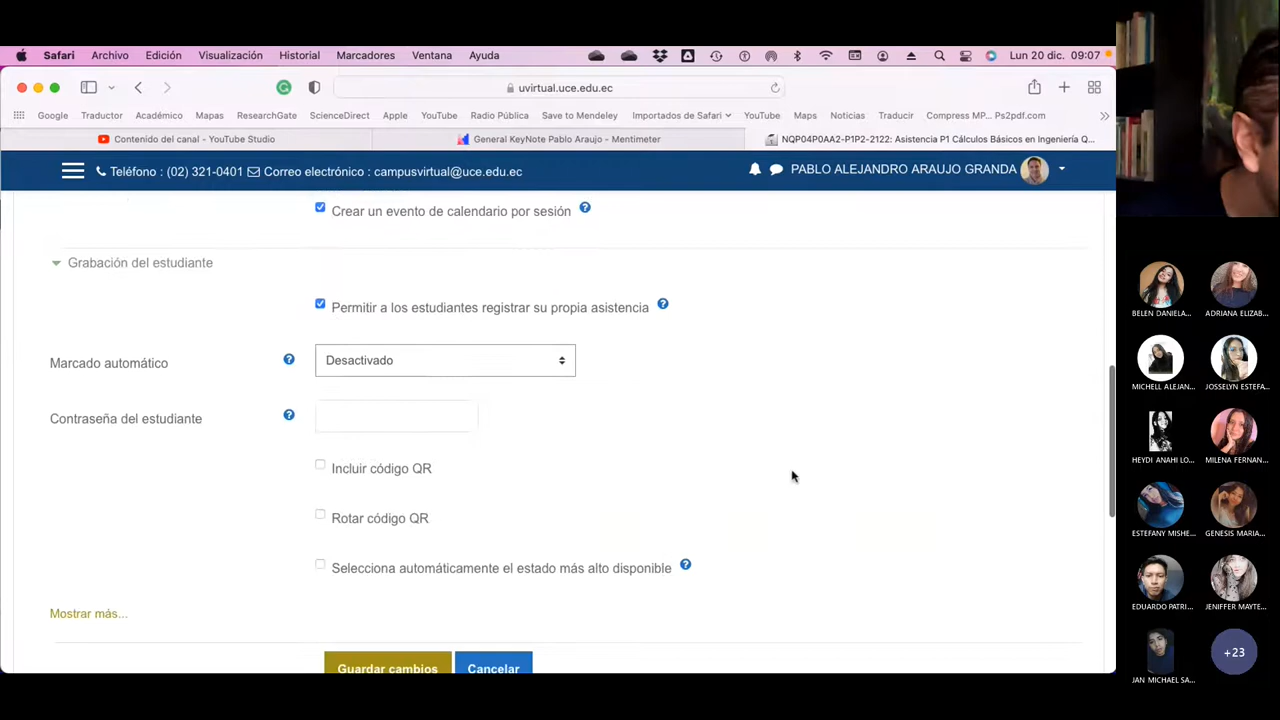 Safari Archivo Edición Visualización Historial Marcadores Ventana Ayuda Lun 20 dic. 09:07
uvirtual.uce.edu.ec
Google Traductor Académico Mapas ResearchGate ScienceDirect Apple YouTube Radio Pública Save to Mendeley Importados de Safari YouTube Maps Noticias Traducir Compress MP... Ps2pdf.com
Contenido del canal - YouTube Studio General KeyNote Pablo Araujo - Mentimeter NQP04P0AA2-P1P2-2122: Asistencia P1 Cálculos Básicos en Ingeniería Q...
Teléfono : (02) 321-0401 Correo electrónico : campusvirtual@uce.edu.ec PABLO ALEJANDRO ARAUJO GRANDA
Crear un evento de calendario por sesión
Grabación del estudiante
Permitir a los estudiantes registrar su propia asistencia
Marcado automático Desactivado
Contraseña del estudiante
Incluir código QR
Rotar código QR
Selecciona automáticamente el estado más alto disponible
Mostrar más...
Guardar cambios Cancelar
BELEN DANIELA... ADRIANA ELIZAB...
MICHELL ALEJAN... JOSSELYN ESTEFA...
HEYDI ANAHI LO... MILENA FERNAN...
ESTEFANY MISHE... GENESIS MARIA...
EDUARDO PATRI... JENIFFER MAYTE...
JAN MICHAEL SA... +23